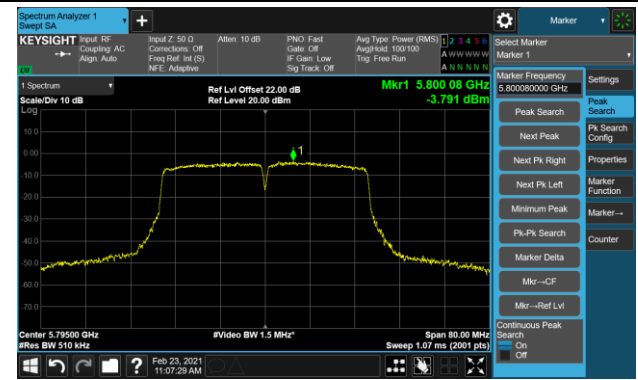 Spectrum Analyzer 1
Swept SA
+
Marker
KEYSIGHT
Input: RF
Coupling: AC
Align: Auto
Input Z: 50 Ω
Corrections: Off
Freq Ref: Int (S)
NFE: Adaptive
Atten: 10 dB
PNO: Fast
Gate: Off
IF Gain: Low
Sig Track: Off
Avg Type: Power (RMS)
Avg|Hold: 100/100
Trig: Free Run
1 2 3 4 5 6
A W W W W W
A N N N N N
Select Marker
Marker 1
1 Spectrum
Scale/Div 10 dB
Log
Ref Lvl Offset 22.00 dB
Ref Level 20.00 dBm
Mkr1 5.800 08 GHz
-3.791 dBm
10.0
0.00
-10.0
-20.0
-30.0
-40.0
-50.0
-60.0
-70.0
1
Center 5.79500 GHz
#Res BW 510 kHz
#Video BW 1.5 MHz*
Span 80.00 MHz
Sweep 1.07 ms (2001 pts)
Marker Frequency
5.800080000 GHz
Peak Search
Next Peak
Next Pk Right
Next Pk Left
Minimum Peak
Pk-Pk Search
Marker Delta
Mkr→CF
Mkr→Ref Lvl
Continuous Peak
Search
On
Off
Settings
Peak
Search
Pk Search
Config
Properties
Marker
Function
Marker→
Counter
?
Feb 23, 2021
11:07:29 AM